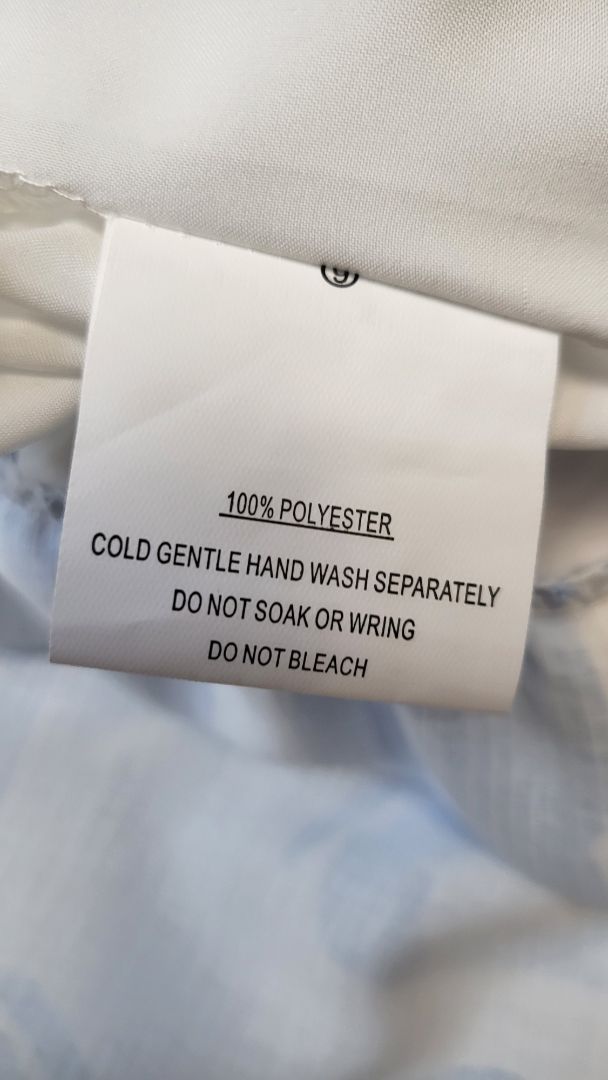 100% POLYESTER
COLD GENTLE HAND WASH SEPARATELY
DO NOT SOAK OR WRING
DO NOT BLEACH